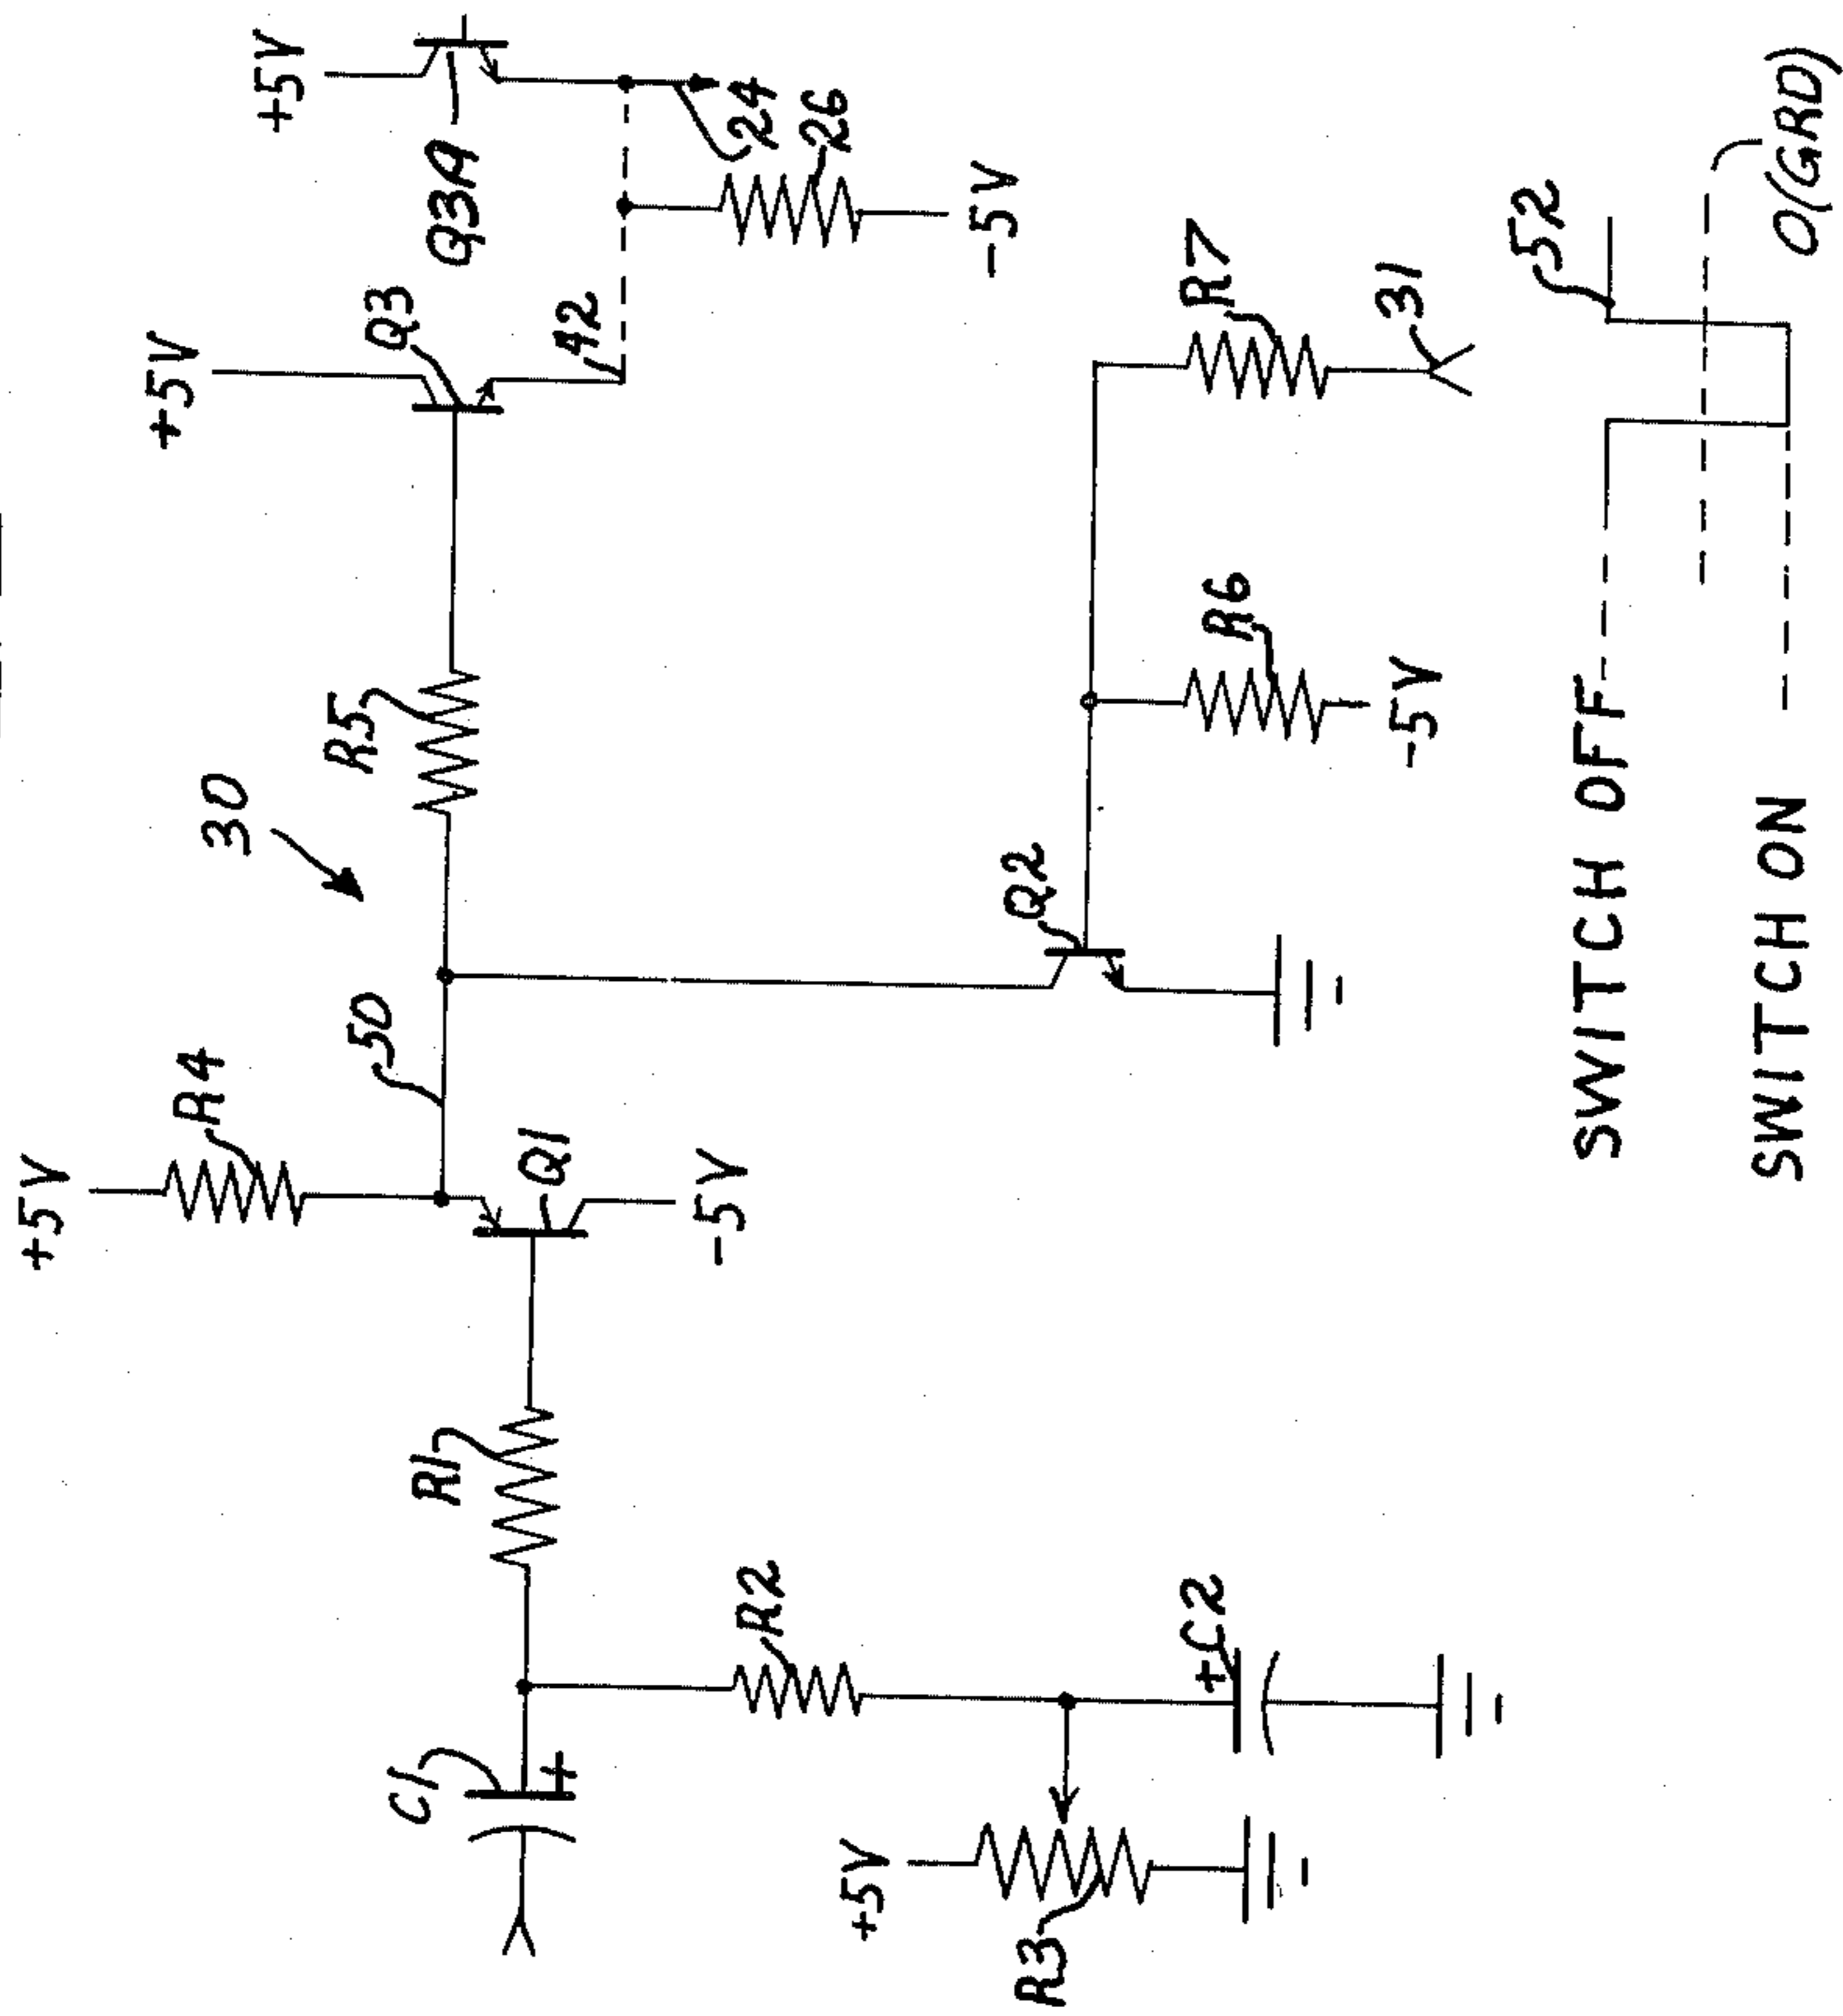 +5V
R4
50
30
R5
+5V
Q3
+5V
Q3A
42
24
26
-5V
C1
+
R1
Q1
-5V
R2
+5V
R3
+C2
Q2
R6
-5V
R7
31
52
SWITCH OFF
SWITCH ON
0(GRD)